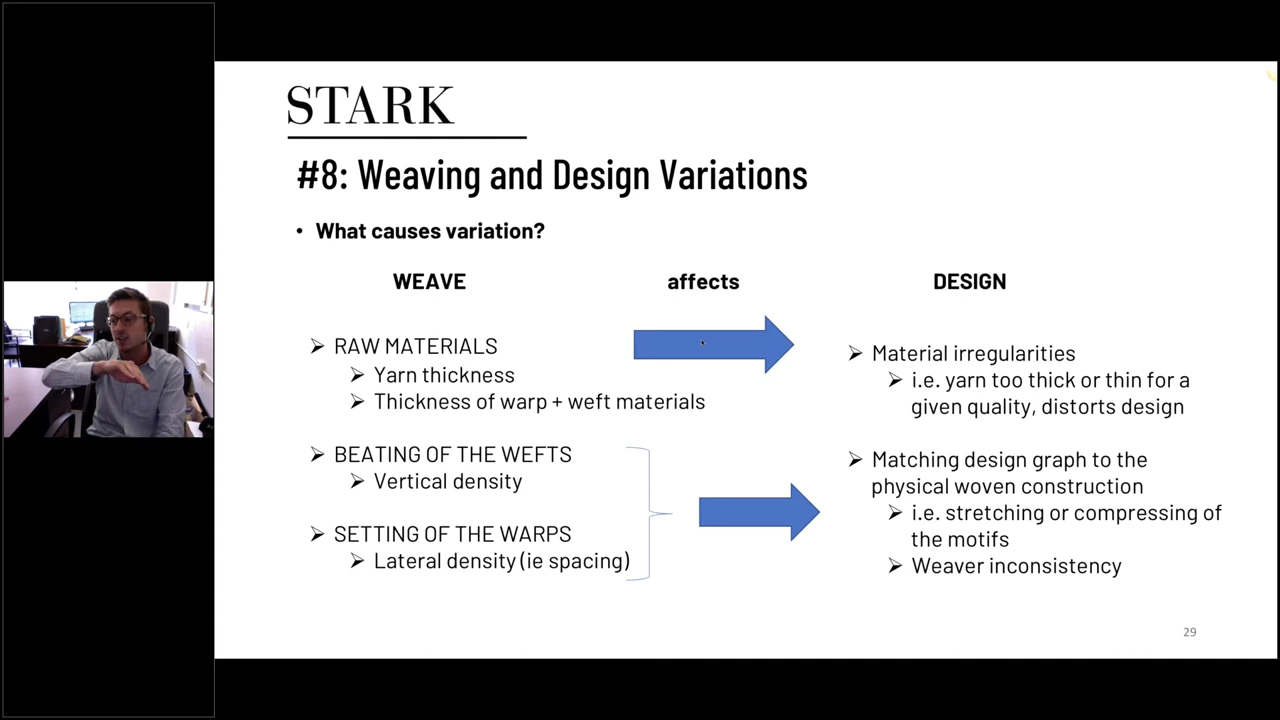 STARK
#8: Weaving and Design Variations
• What causes variation?
WEAVE affects DESIGN
➢ RAW MATERIALS
➢ Yarn thickness
➢ Thickness of warp + weft materials
➢ BEATING OF THE WEFTS
➢ Vertical density
➢ SETTING OF THE WARPS
➢ Lateral density (ie spacing)
➢ Material irregularities
➢ i.e. yarn too thick or thin for a
given quality, distorts design
➢ Matching design graph to the
physical woven construction
➢ i.e. stretching or compressing of
the motifs
➢ Weaver inconsistency
29